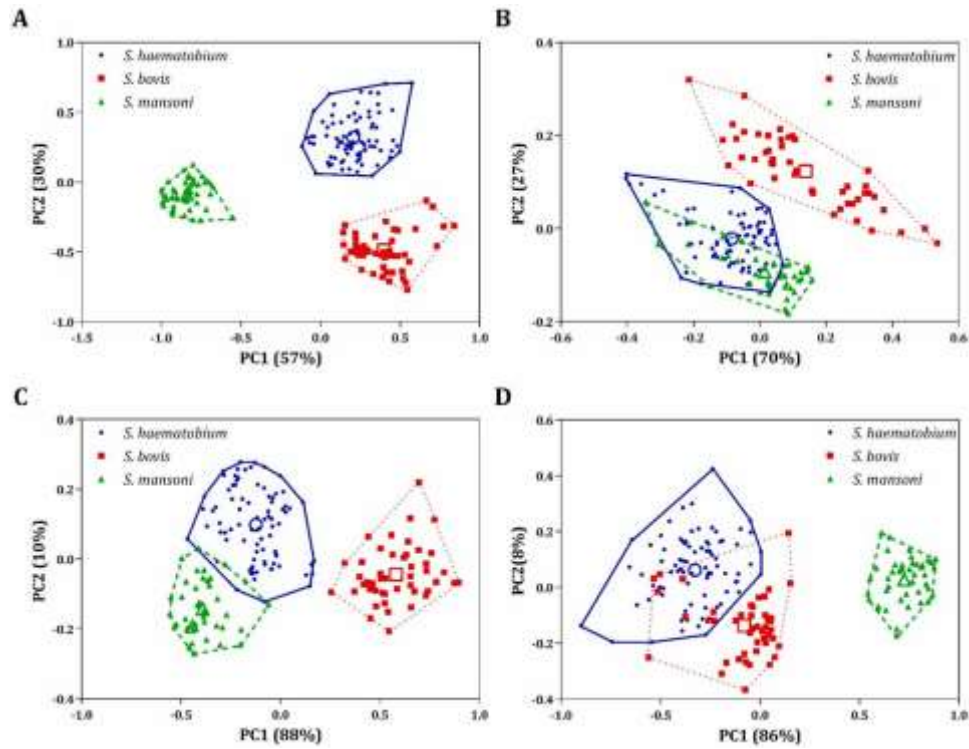 A
1.0
S. haematobium
S. bovis
S. mansoni
0.5
PC2 (30%)
0.0
-0.5
-1.0
-1.5 -1.0 -0.5 0.0 0.5 1.0
PC1 (57%)
B
0.4
S. haematobium
S. bovis
S. mansoni
0.2
PC2 (27%)
0.0
-0.2
-0.6 -0.4 -0.2 0.0 0.2 0.4 0.6
PC1 (70%)
C
0.4
S. haematobium
S. bovis
S. mansoni
0.2
PC2 (10%)
0.0
-0.2
-0.4
-1.0 -0.5 0.0 0.5 1.0
PC1 (88%)
D
0.6
S. haematobium
S. bovis
S. mansoni
0.4
0.2
PC2(8%)
0.0
-0.2
-0.4
-1.0 -0.5 0.0 0.5 1.0
PC1 (86%)